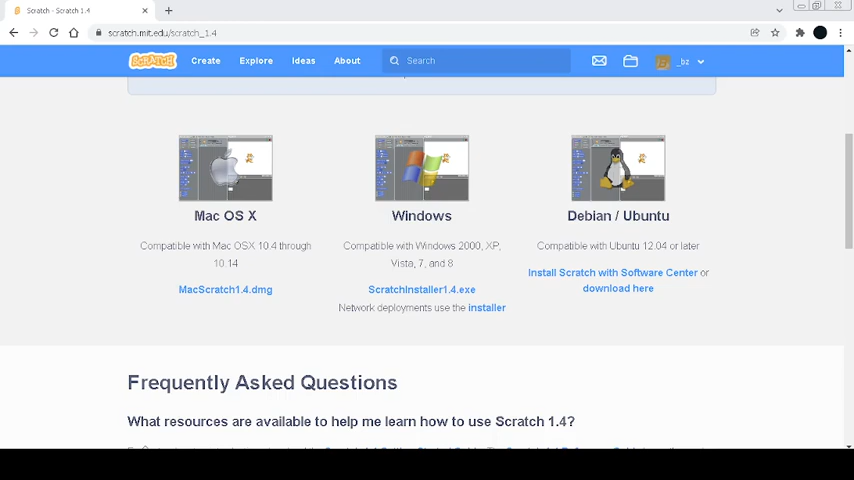 Scratch - Scratch 1.4
scratch.mit.edu/scratch_1.4
SCRATCH Create Explore Ideas About Search _bz
Mac OS X
Compatible with Mac OSX 10.4 through
10.14
MacScratch1.4.dmg
Windows
Compatible with Windows 2000, XP,
Vista, 7, and 8
ScratchInstaller1.4.exe
Network deployments use the installer
Debian / Ubuntu
Compatible with Ubuntu 12.04 or later
Install Scratch with Software Center or
download here
Frequently Asked Questions
What resources are available to help me learn how to use Scratch 1.4?